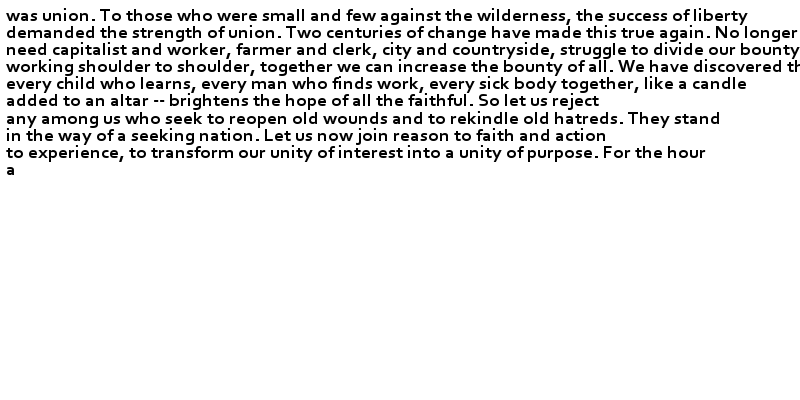 was union. To those who were small and few against the wilderness, the success of liberty
demanded the strength of union. Two centuries of change have made this true again. No longer
need capitalist and worker, farmer and clerk, city and countryside, struggle to divide our bounty
working shoulder to shoulder, together we can increase the bounty of all. We have discovered th
every child who learns, every man who finds work, every sick body together, like a candle
added to an altar -- brightens the hope of all the faithful. So let us reject
any among us who seek to reopen old wounds and to rekindle old hatreds. They stand
in the way of a seeking nation. Let us now join reason to faith and action
to experience, to transform our unity of interest into a unity of purpose. For the hour
a